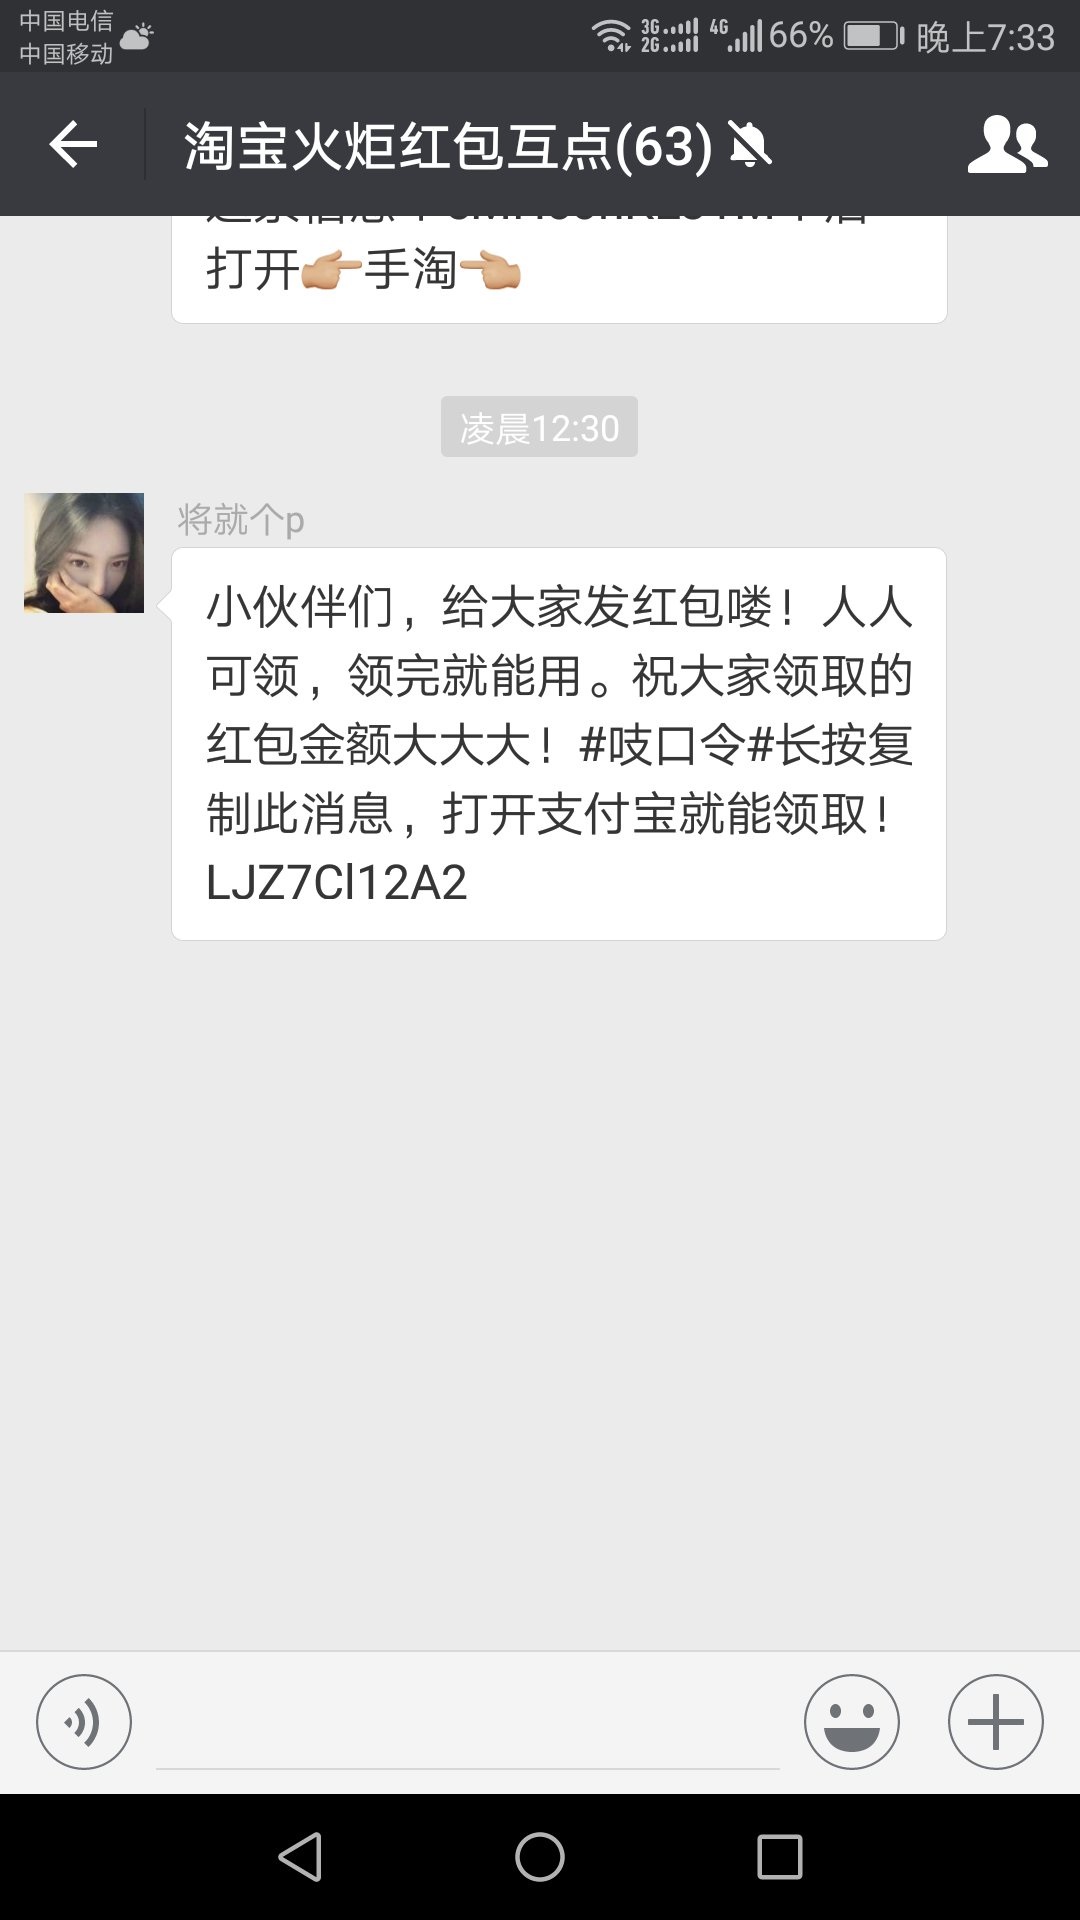 中国电信
中国移动
3G
2G
4G
66%
晚上7:33
淘宝火炬红包互点(63)
打开👉手淘👈
凌晨12:30
将就个p
小伙伴们，给大家发红包喽！人人
可领，领完就能用。祝大家领取的
红包金额大大大！#吱口令#长按复
制此消息，打开支付宝就能领取！
LJZ7Cl12A2